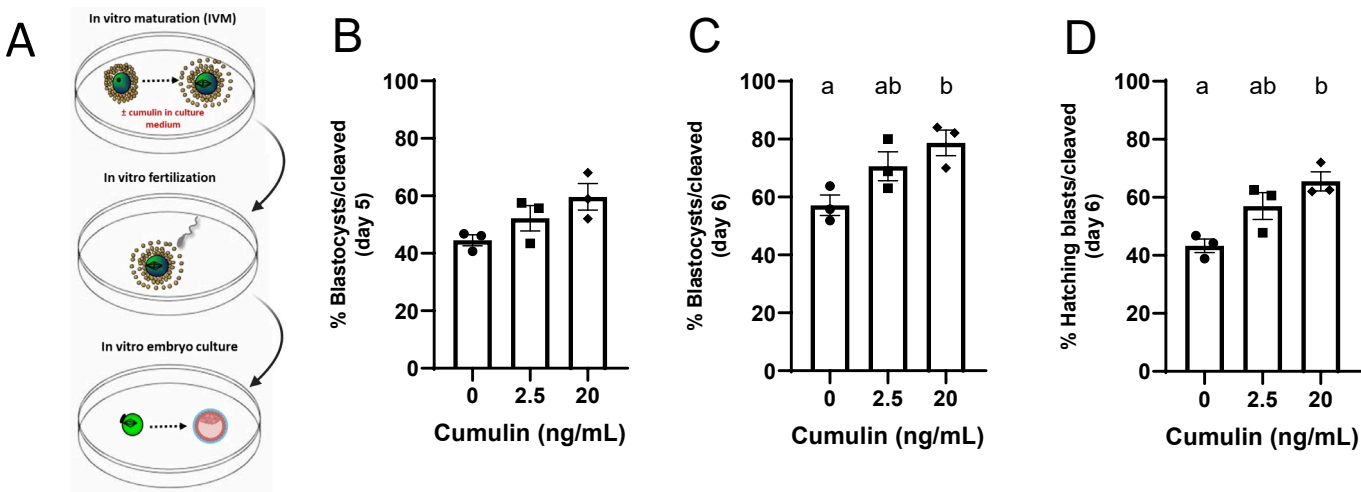 A
In vitro maturation (IVM)
± cumulin in culture
medium
In vitro fertilization
In vitro embryo culture
B
% Blastocysts/cleaved
(day 5)
100
80
60
40
20
0
0 2.5 20
Cumulin (ng/mL)
C
% Blastocysts/cleaved
(day 6)
100
80
60
40
20
0
a ab b
0 2.5 20
Cumulin (ng/mL)
D
% Hatching blasts/cleaved
(day 6)
100
80
60
40
20
0
a ab b
0 2.5 20
Cumulin (ng/mL)